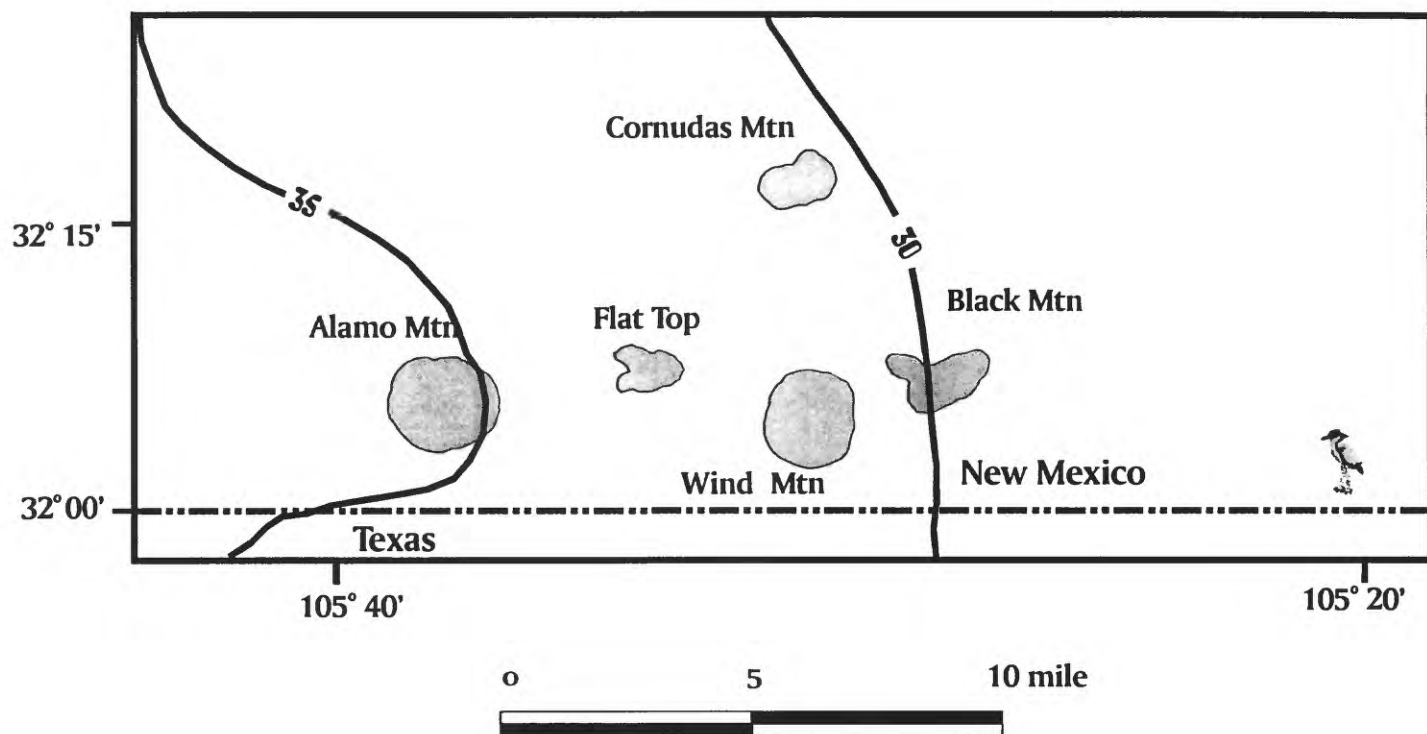 Cornudas Mtn
35
32° 15'
30
Black Mtn
Flat Top
Alamo Mtn
Wind Mtn
New Mexico
32° 00'
Texas
105° 40'
105° 20'
0 5 10 mile